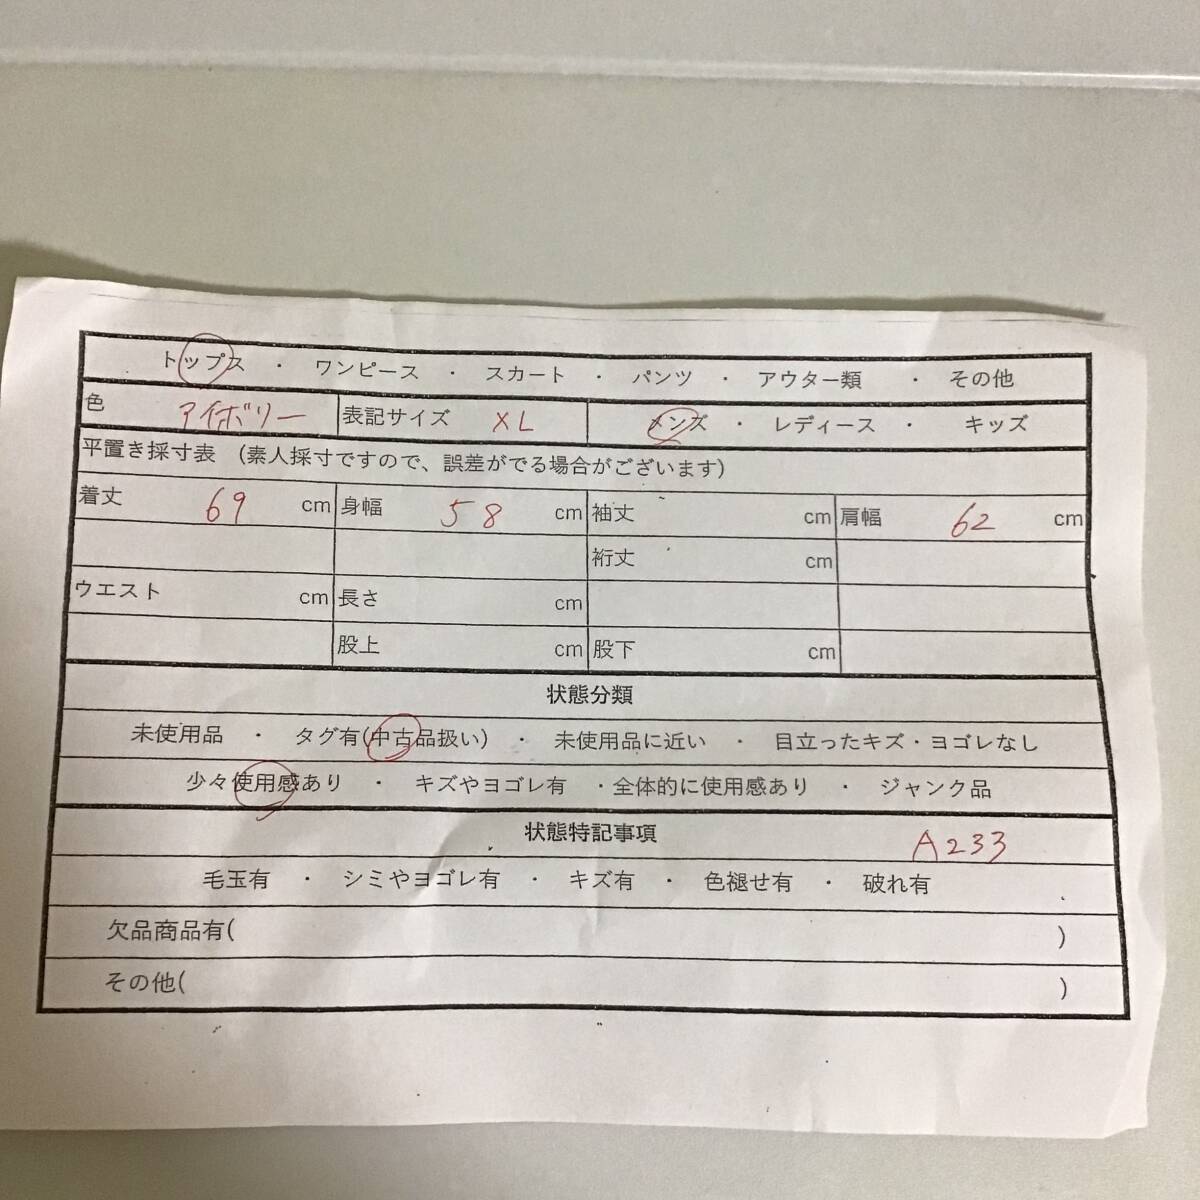 トップス ・ ワンピース ・ スカート ・ パンツ ・ アウター類 ・ その他
色 アイボリー 表記サイズ XL メンズ ・ レディース ・ キッズ
平置き採寸表 (素人採寸ですので、誤差がでる場合がございます)
着丈 69 cm 身幅 58 cm 袖丈 cm 肩幅 62 cm
裄丈 cm
ウエスト cm 長さ cm
股上 cm 股下 cm
状態分類
未使用品 ・ タグ有(中古品扱い) ・ 未使用品に近い ・ 目立ったキズ・ヨゴレなし
少々使用感あり ・ キズやヨゴレ有 ・全体的に使用感あり ・ ジャンク品
状態特記事項 A233
毛玉有 ・ シミやヨゴレ有 ・ キズ有 ・ 色褪せ有 ・ 破れ有
欠品商品有( )
その他( )